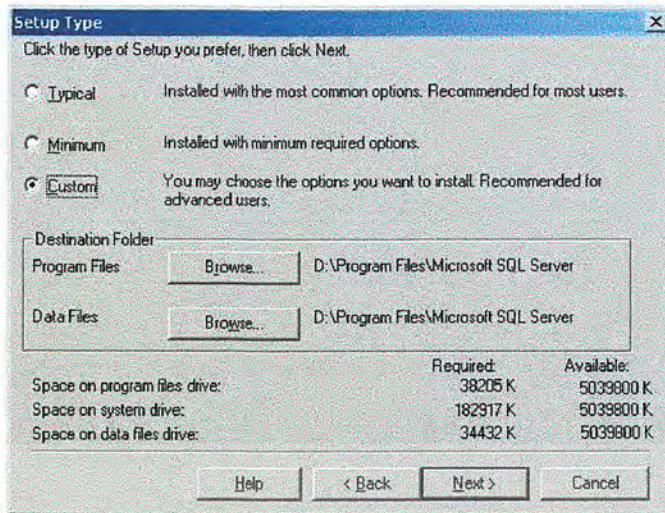 Setup Type
Click the type of Setup you prefer, then click Next.
Typical Installed with the most common options. Recommended for most users.
Minimum Installed with minimum required options.
Custom You may choose the options you want to install. Recommended for
advanced users.
Destination Folder
Program Files Browse... D:\Program Files\Microsoft SQL Server
Data Files Browse... D:\Program Files\Microsoft SQL Server
Required: Available:
Space on program files drive: 38205 K 5039800 K
Space on system drive: 182917 K 5039800 K
Space on data files drive: 34432 K 5039800 K
Help < Back Next > Cancel